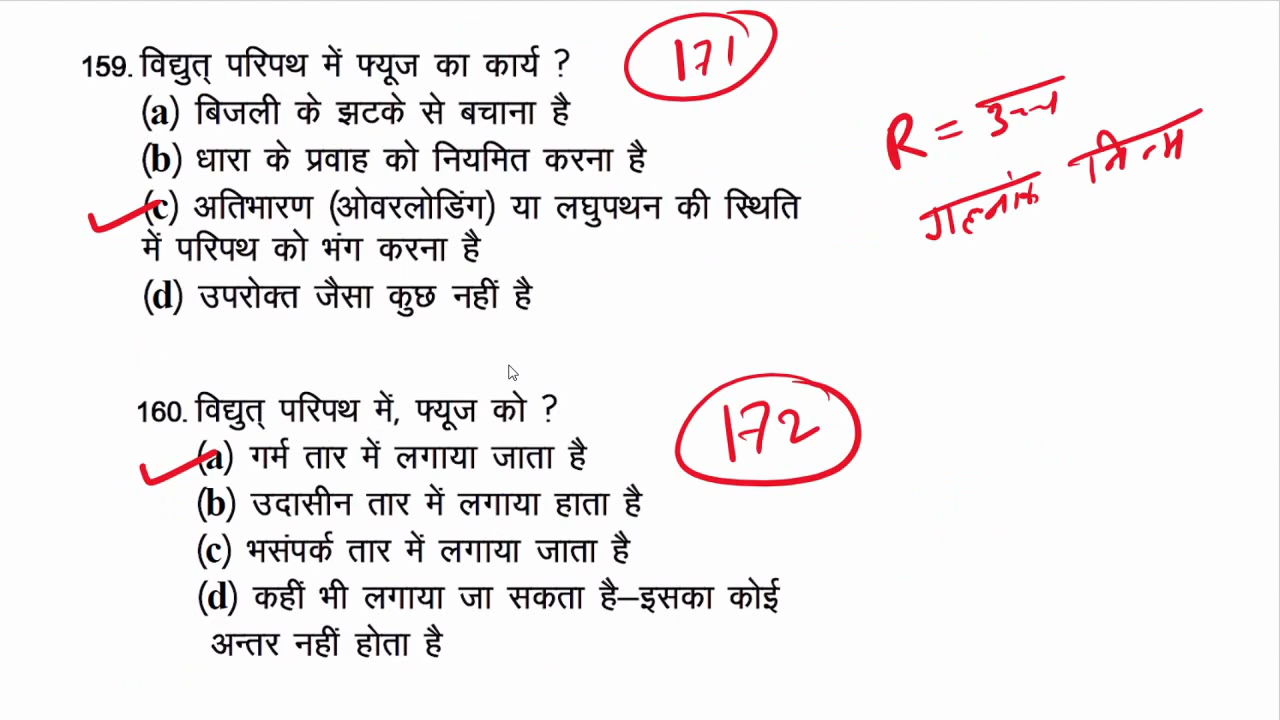 159. विद्युत् परिपथ में फ्यूज का कार्य ?
171
(a) बिजली के झटके से बचाना है
(b) धारा के प्रवाह को नियमित करना है
R = उच्च
गलनांक निम्न
(c) अतिभारण (ओवरलोडिंग) या लघुपथन की स्थिति
में परिपथ को भंग करना है
(d) उपरोक्त जैसा कुछ नहीं है
160. विद्युत् परिपथ में, फ्यूज को ?
172
(a) गर्म तार में लगाया जाता है
(b) उदासीन तार में लगाया हाता है
(c) भसंपर्क तार में लगाया जाता है
(d) कहीं भी लगाया जा सकता है–इसका कोई
अन्तर नहीं होता है